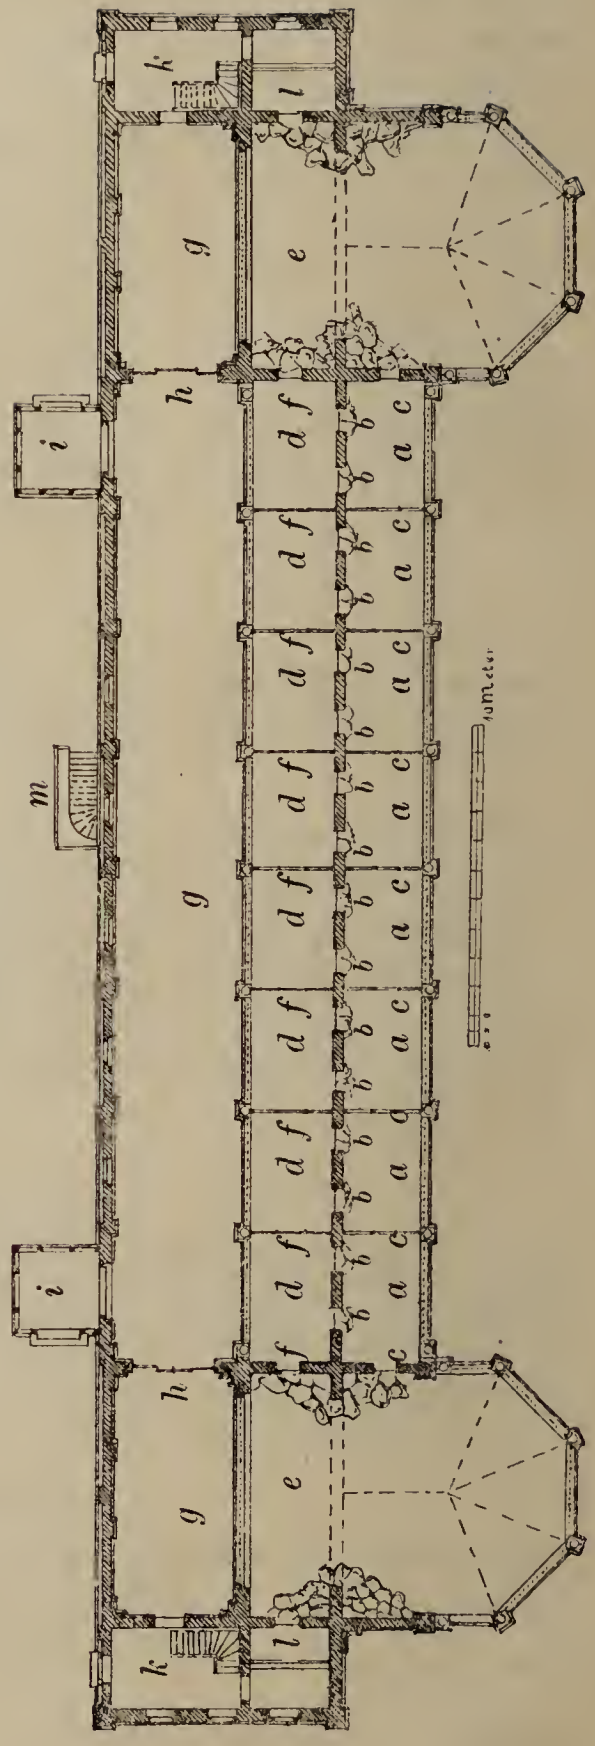 i m i
k h h k
g g g
l e f d f d f d f d f d f d f d f d f e l
b b b b b b b b b b b b b b b b
c a c a c a c a c a c a c a c a c
10 Meter